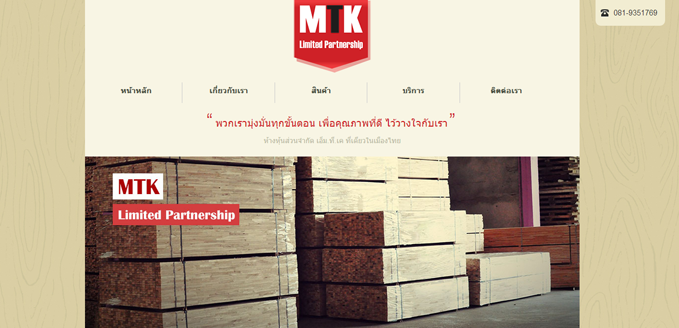 MTK
Limited Partnership
081-9351769
หน้าหลัก
เกี่ยวกับเรา
สินค้า
บริการ
ติดต่อเรา
“ พวกเรามุ่งมั่นทุกขั้นตอน เพื่อคุณภาพที่ดี ไว้วางใจกับเรา ”
ห้างหุ้นส่วนจำกัด เอ็ม.ที.เค ที่เดียวในเมืองไทย
MTK
Limited Partnership